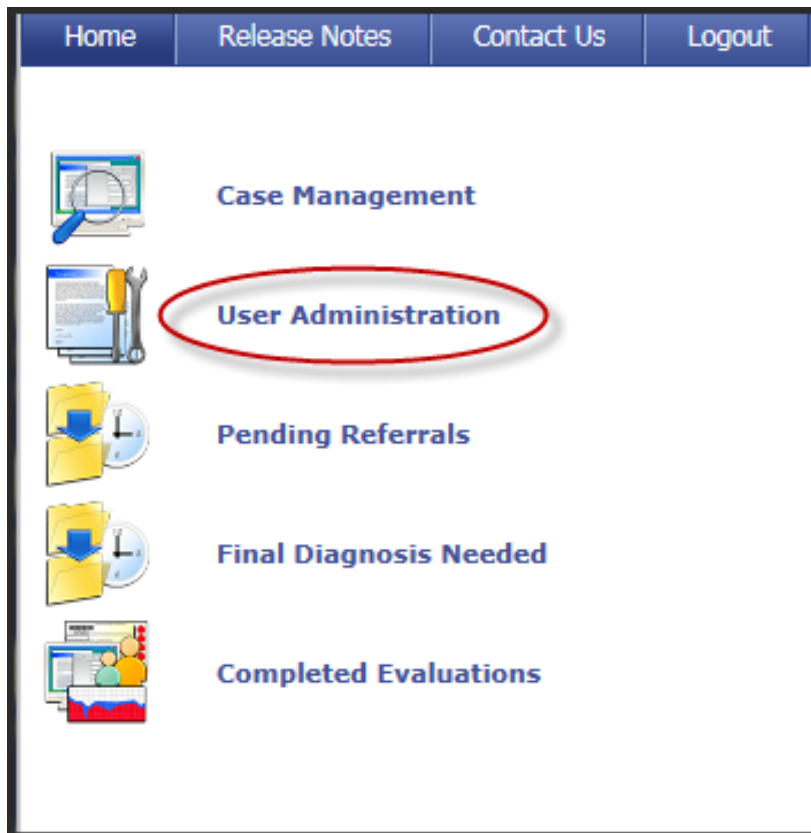 Home Release Notes Contact Us Logout
Case Management
User Administration
Pending Referrals
Final Diagnosis Needed
Completed Evaluations